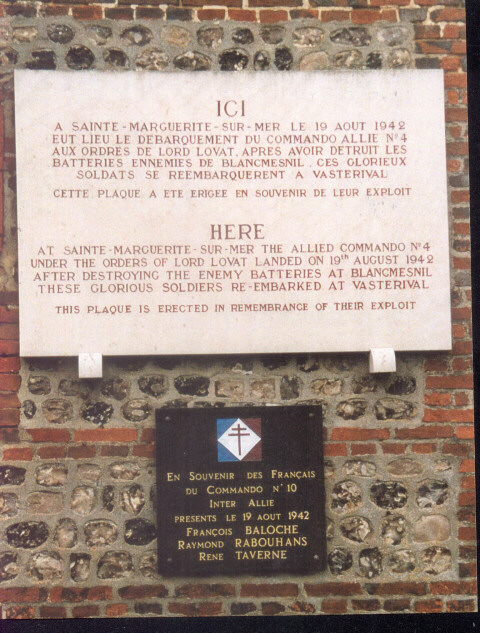 ICI
A SAINTE-MARGUERITE-SUR-MER LE 19 AOUT 1942
EUT LIEU LE DEBARQUEMENT DU COMMANDO ALLIE N°4
AUX ORDRES DE LORD LOVAT. APRES AVOIR DETRUIT LES
BATTERIES ENNEMIES DE BLANCMESNIL, CES GLORIEUX
SOLDATS SE REEMBARQUERENT A VASTERIVAL
CETTE PLAQUE A ETE ERIGEE EN SOUVENIR DE LEUR EXPLOIT
HERE
AT SAINTE-MARGUERITE-SUR-MER THE ALLIED COMMANDO N°4
UNDER THE ORDERS OF LORD LOVAT LANDED ON 19th AUGUST 1942
AFTER DESTROYING THE ENEMY BATTERIES AT BLANCMESNIL
THESE GLORIOUS SOLDIERS RE-EMBARKED AT VASTERIVAL
THIS PLAQUE IS ERECTED IN REMEMBRANCE OF THEIR EXPLOIT
EN SOUVENIR DES FRANÇAIS
DU COMMANDO N°10
INTER ALLIE
PRESENTS LE 19 AOUT 1942
FRANÇOIS BALOCHE
RAYMOND RABOUHANS
RENE TAVERNE